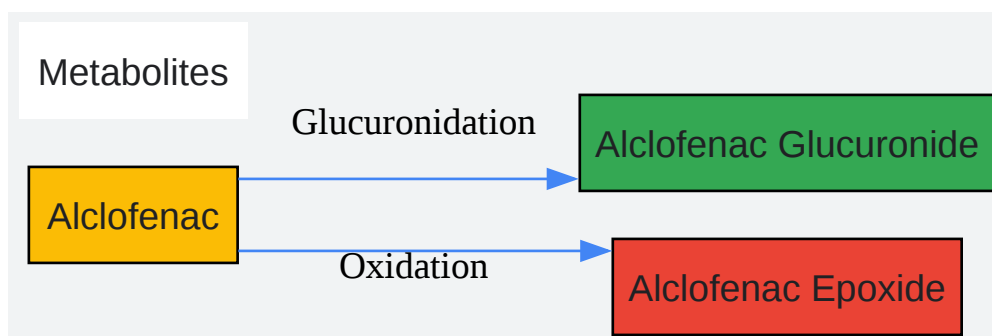 Metabolites
Glucuronidation
Alclofenac Glucuronide
Alclofenac
Oxidation
Alclofenac Epoxide